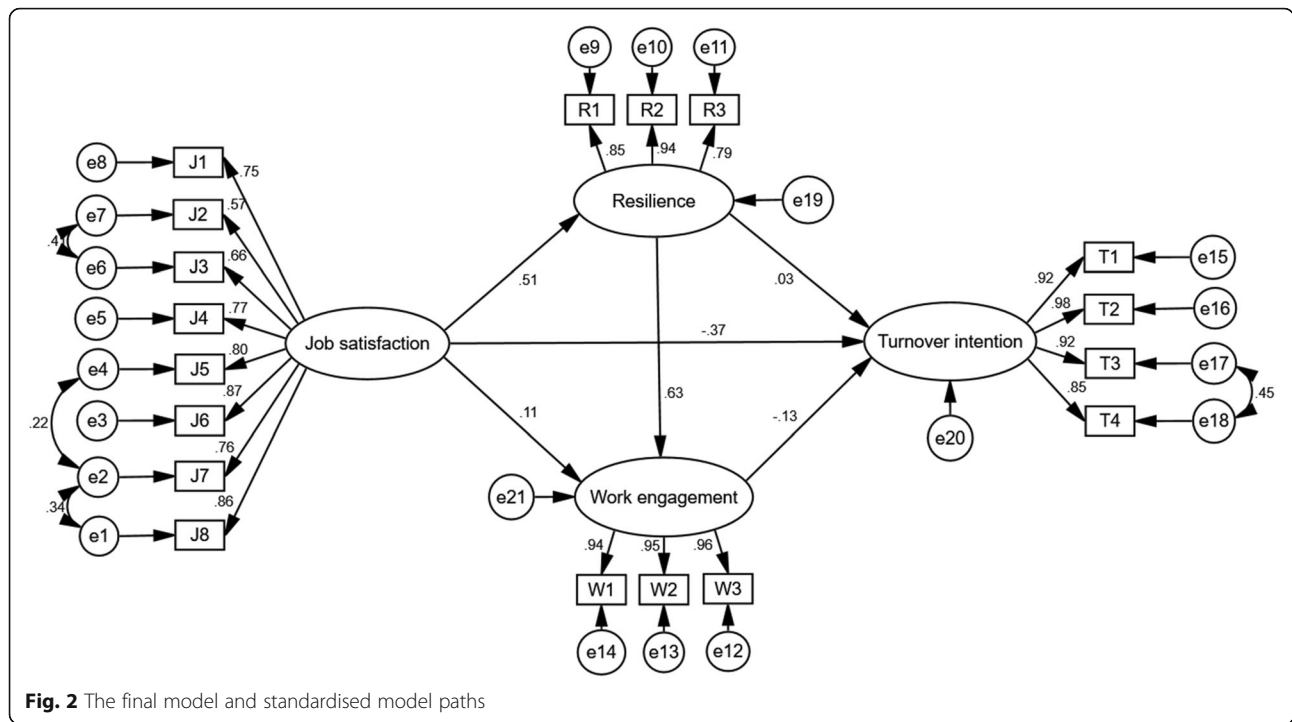 e9 e10 e11
R1 R2 R3
.85 .94 .79
Resilience
e19
e8 J1 .75
e7 J2 .57
.4
e6 J3 .66
e5 J4 .77
e4 J5 .80
e3 J6 .87
.22
e2 J7 .76
.34
e1 J8 .86
Job satisfaction
.51
.03
-.37
.63
.11
-.13
Turnover intention
e20
.92 T1 e15
.98 T2 e16
.92 T3 e17
.45
.85 T4 e18
e21
Work engagement
.94 .95 .96
W1 W2 W3
e14 e13 e12
Fig. 2 The final model and standardised model paths